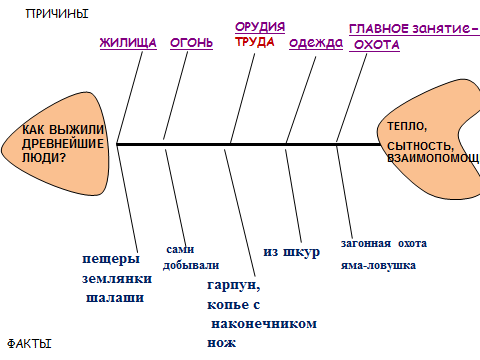 ПРИЧИНЫ
ЖИЛИЩА
ОГОНЬ
ОРУДИЯ
ТРУДА
ОДЕЖДА
ГЛАВНОЕ занятие-
ОХОТА
КАК ВЫЖИЛИ
ДРЕВНЕЙШИЕ
ЛЮДИ?
ТЕПЛО,
СЫТНОСТЬ,
ВЗАИМОПОМОЩ
пещеры
землянки
шалаши
сами
добывали
гарпун,
копье с
наконечником
нож
из шкур
загонная охота
яма-ловушка
ФАКТЫ